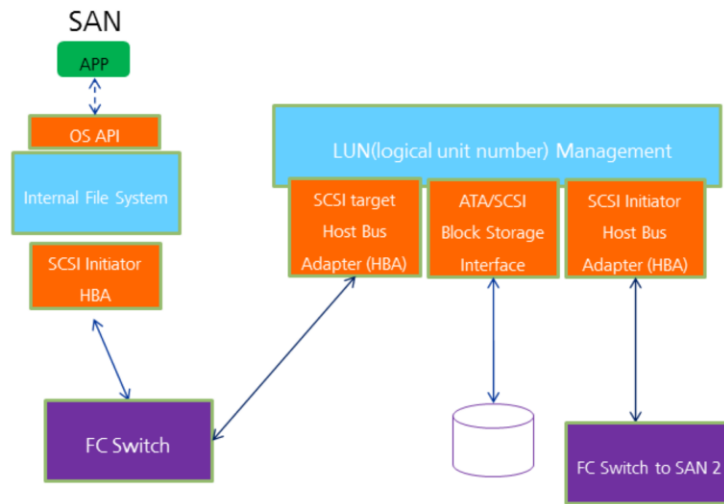 SAN
APP
OS API
Internal File System
SCSI Initiator
HBA
FC Switch
LUN(logical unit number) Management
SCSI target
Host Bus
Adapter (HBA)
ATA/SCSI
Block Storage
Interface
SCSI Initiator
Host Bus
Adapter (HBA)
FC Switch to SAN 2